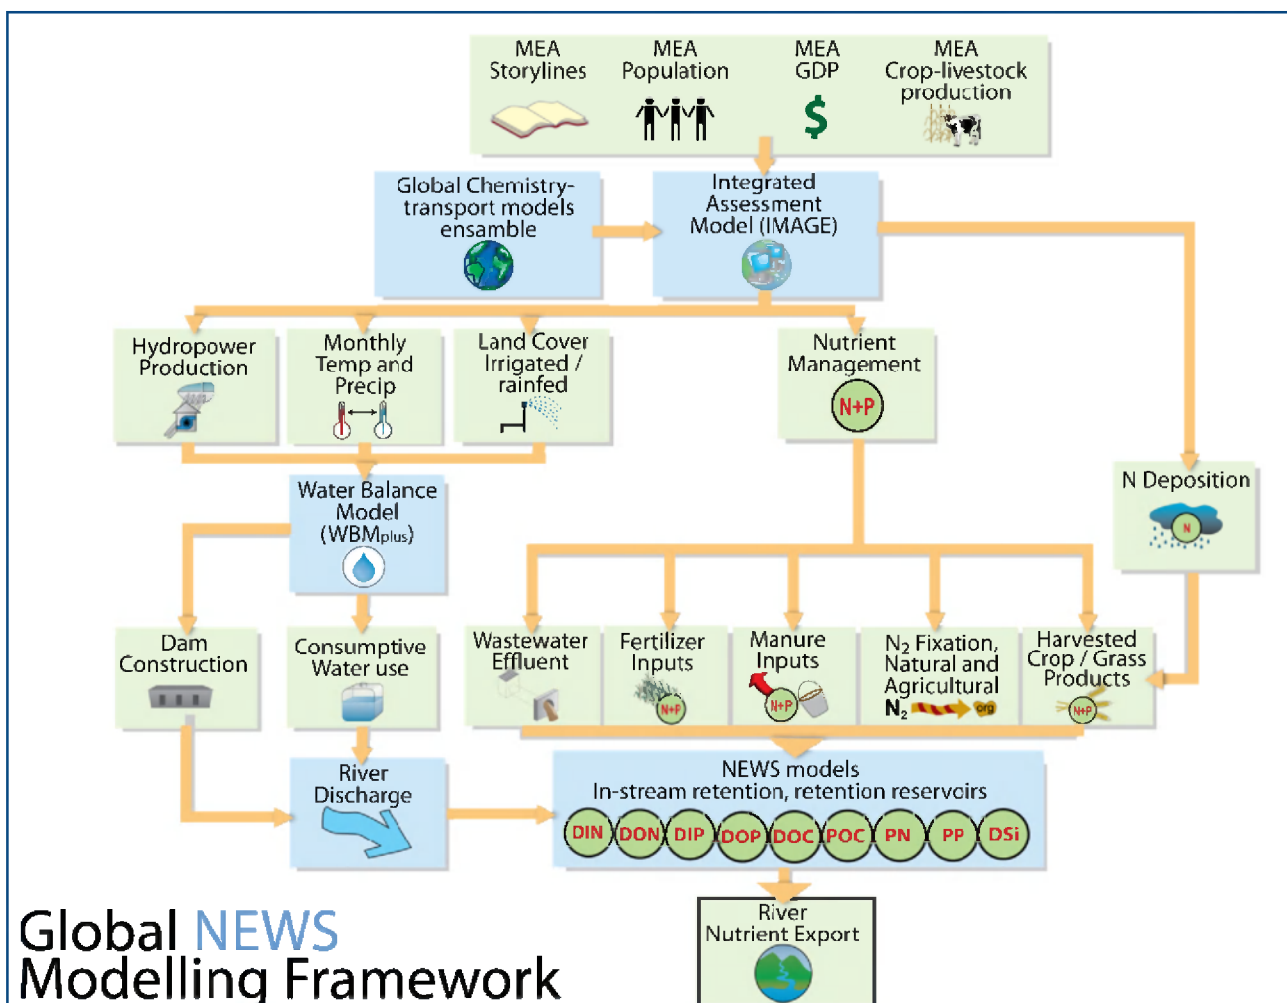 MEA
Storylines
MEA
Population
MEA
GDP
$
MEA
Crop-livestock
production
Global Chemistry-
transport models
ensamble
Integrated
Assessment
Model (IMAGE)
Hydropower
Production
Monthly
Temp and
Precip
Land Cover
Irrigated /
rainfed
Nutrient
Management
N+P
Water Balance
Model
(WBMplus)
N Deposition
N
Dam
Construction
Consumptive
Water use
Wastewater
Effluent
Fertilizer
Inputs
N+P
Manure
Inputs
N+P
N2 Fixation,
Natural and
Agricultural
N2 org
Harvested
Crop / Grass
Products
N+P
River
Discharge
NEWS models
In-stream retention, retention reservoirs
DIN DON DIP DOP DOC POC PN PP DSi
River
Nutrient Export
Global NEWS
Modelling Framework